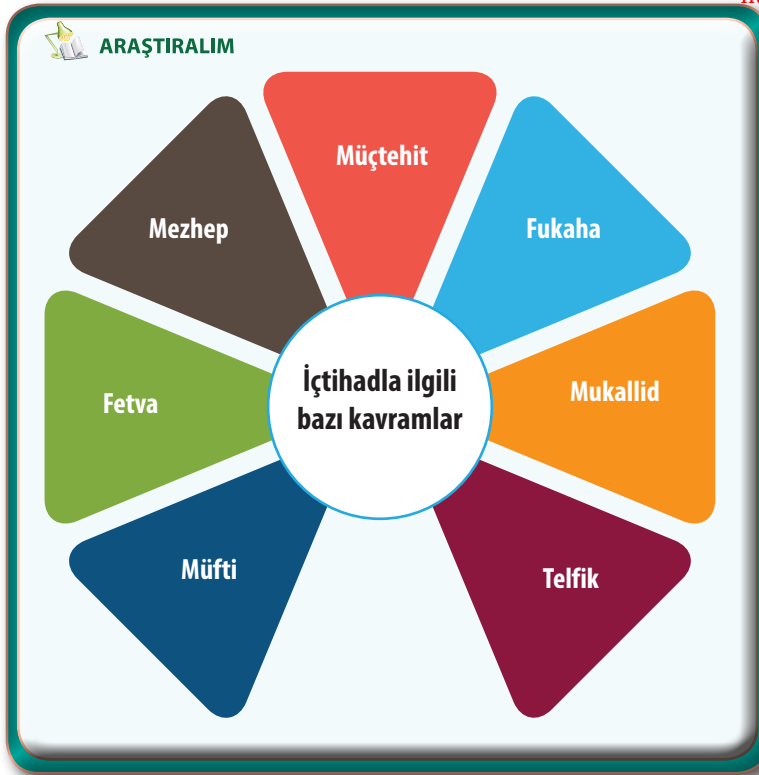 ARAŞTIRALIM
Müçtehit
Mezhep
Fukaha
Fetva
İçtihadla ilgili
bazı kavramlar
Mukallid
Müfti
Telfik